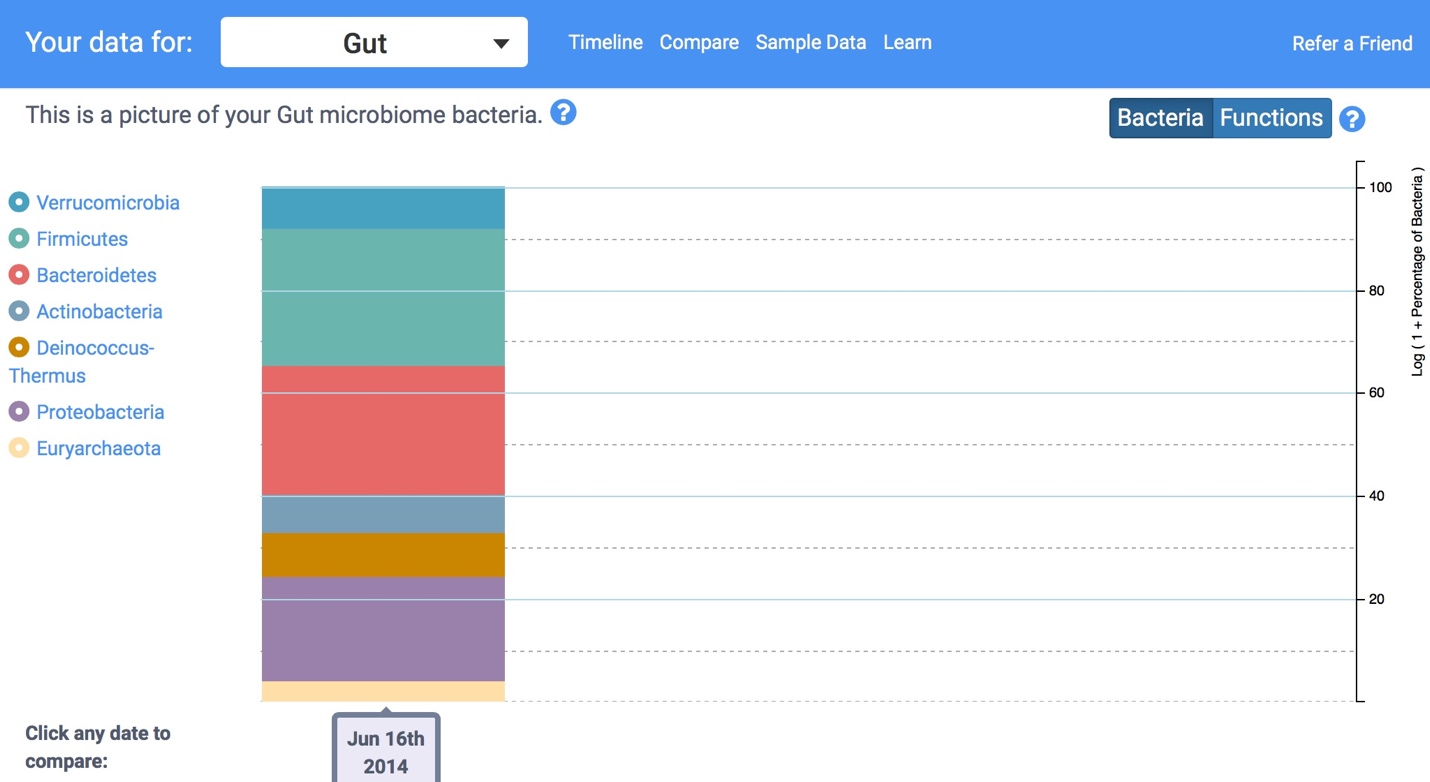 Your data for: Gut Timeline Compare Sample Data Learn Refer a Friend
This is a picture of your Gut microbiome bacteria. ? Bacteria Functions ?
Verrucomicrobia
Firmicutes
Bacteroidetes
Actinobacteria
Deinococcus-
Thermus
Proteobacteria
Euryarchaeota
100
80
60
40
20
Log ( 1 + Percentage of Bacteria )
Click any date to
compare:
Jun 16th
2014